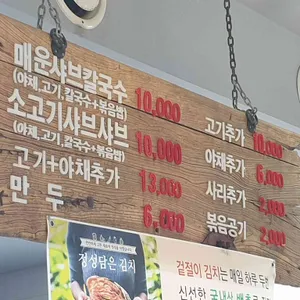 매운샤브칼국수
(야채,고기,칼국수+볶음밥) 10,000
소고기샤브샤브
(야채,고기,칼국수+볶음밥) 10,000
고기+야채추가 13,000
만 두 6,000
고기추가 10,000
야채추가 6,000
사리추가 2,000
볶음공기 2,000
정성담은 김치
겉절이 김치는 매일 하루 두번
신선한 국내산 배추로